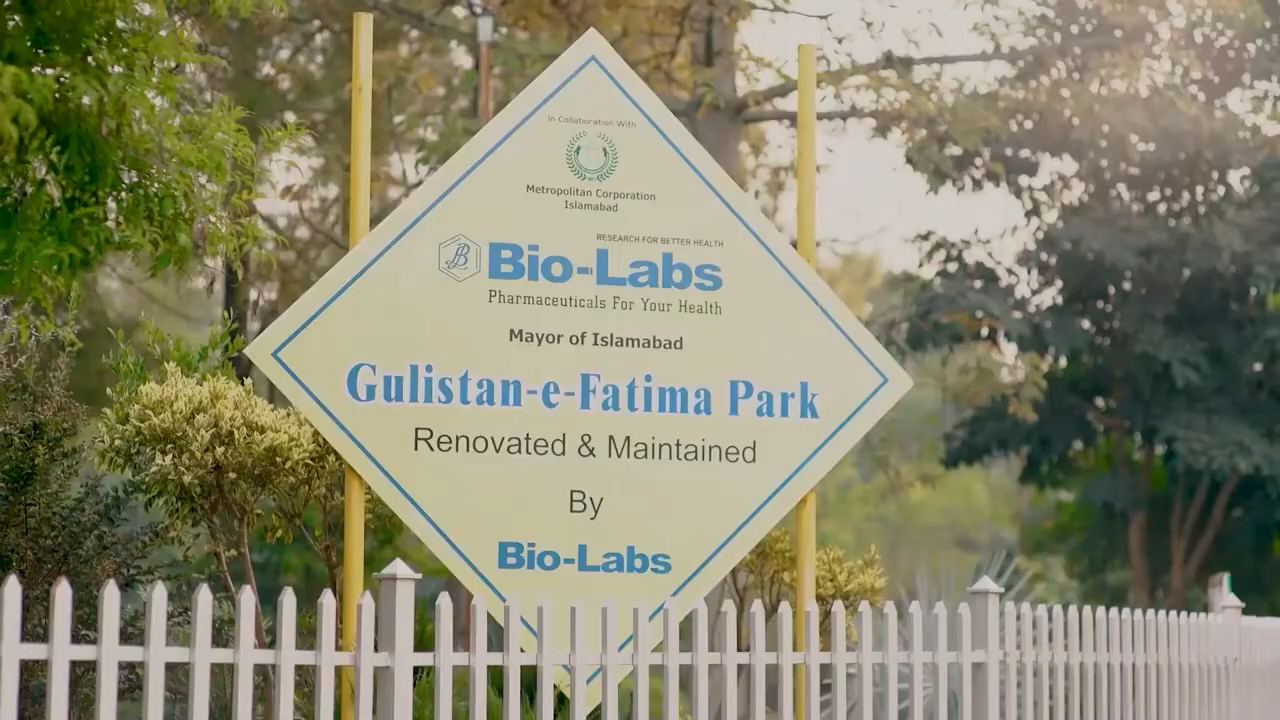 In Collaboration With
Metropolitan Corporation
Islamabad
RESEARCH FOR BETTER HEALTH
Bio-Labs
Pharmaceuticals For Your Health
Mayor of Islamabad
Gulistan-e-Fatima Park
Renovated & Maintained
By
Bio-Labs